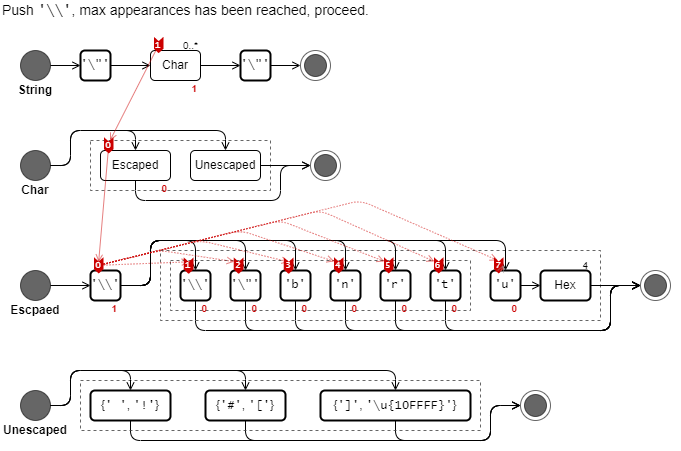 Push '\\', max appearances has been reached, proceed.
1 0..*
'\"' Char '\"'
String 1
0
Escaped Unescaped
Char 0
0 1 2 3 4 5 6 7 4
'\\' '\\' '\"' 'b' 'n' 'r' 't' 'u' Hex
Escpaed 1 0 0 0 0 0 0 0
{' ','!'} {'#','['} {']','\u{10FFFF}'}
Unescaped